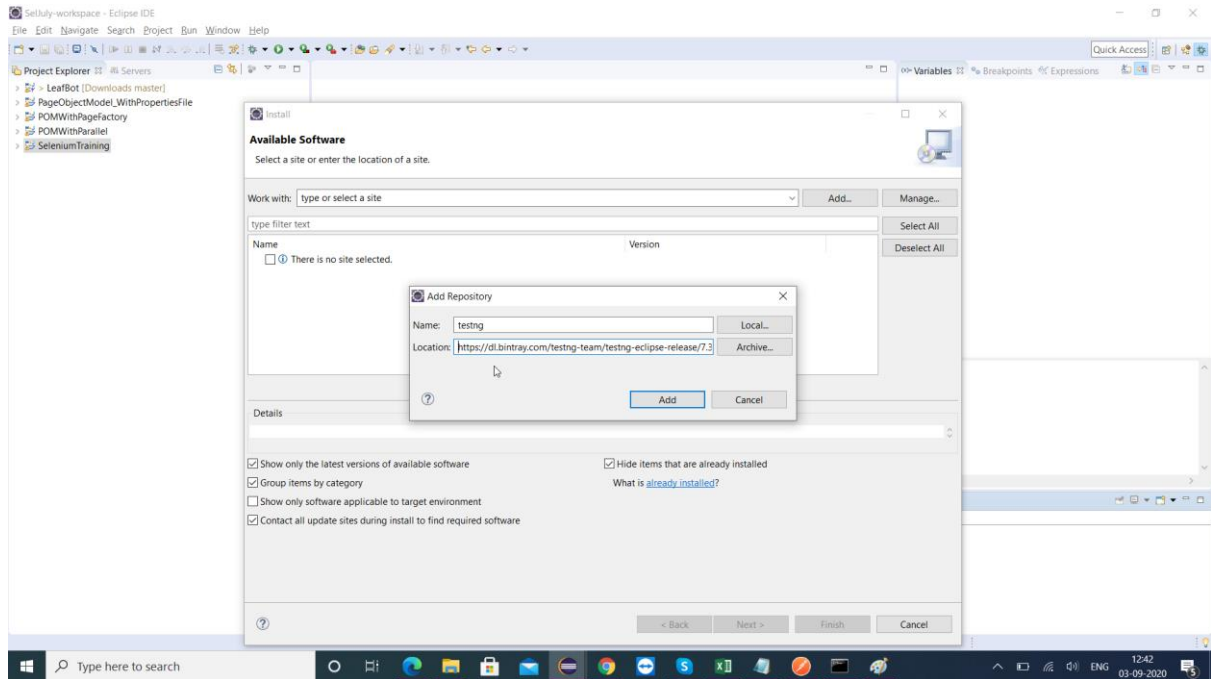 SelJuly-workspace - Eclipse IDE
File Edit Navigate Search Project Run Window Help
Quick Access
Project Explorer Servers
Variables Breakpoints Expressions
> LeafBot [Downloads master]
PageObjectModel_WithPropertiesFile
POMWithPageFactory
POMWithParallel
SeleniumTraining
Install
Available Software
Select a site or enter the location of a site.
Work with: type or select a site Add... Manage...
type filter text Select All
Name Version Deselect All
There is no site selected.
Add Repository
Name: testng Local...
Location: https://dl.bintray.com/testng-team/testng-eclipse-release/7.3 Archive...
Add Cancel
Details
Show only the latest versions of available software Hide items that are already installed
Group items by category What is already installed?
Show only software applicable to target environment
Contact all update sites during install to find required software
< Back Next > Finish Cancel
Type here to search ENG 12:42
03-09-2020